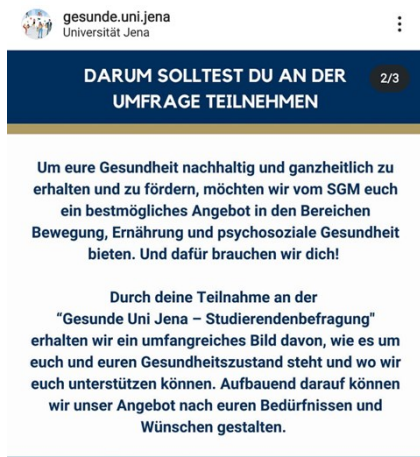 gesunde.uni.jena
Universität Jena
DARUM SOLLTEST DU AN DER
UMFRAGE TEILNEHMEN
2/3
Um eure Gesundheit nachhaltig und ganzheitlich zu
erhalten und zu fördern, möchten wir vom SGM euch
ein bestmögliches Angebot in den Bereichen
Bewegung, Ernährung und psychosoziale Gesundheit
bieten. Und dafür brauchen wir dich!
Durch deine Teilnahme an der
“Gesunde Uni Jena – Studierendenbefragung"
erhalten wir ein umfangreiches Bild davon, wie es um
euch und euren Gesundheitszustand steht und wo wir
euch unterstützen können. Aufbauend darauf können
wir unser Angebot nach euren Bedürfnissen und
Wünschen gestalten.